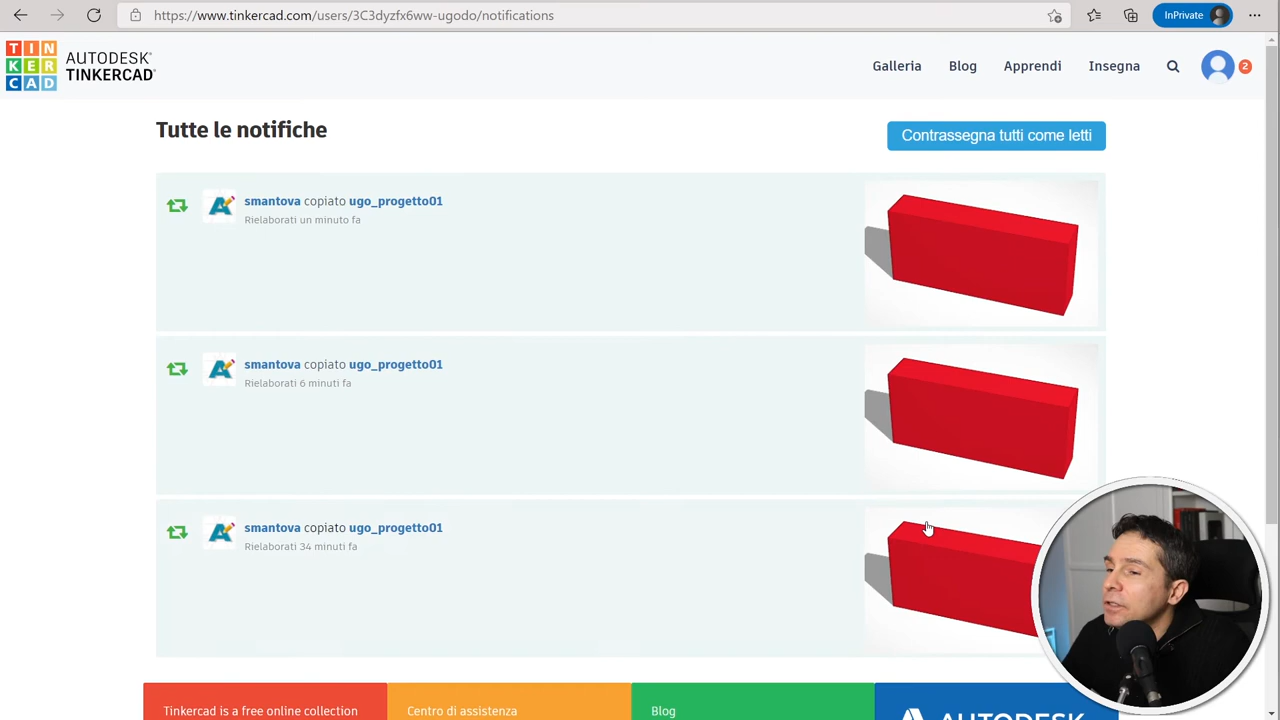 https://www.tinkercad.com/users/3C3dyzfx6ww-ugodo/notifications
InPrivate
TIN
KER
CAD
AUTODESK®
TINKERCAD®
Galleria
Blog
Apprendi
Insegna
2
Tutte le notifiche
Contrassegna tutti come letti
smantova copiato ugo_progetto01
Rielaborati un minuto fa
smantova copiato ugo_progetto01
Rielaborati 6 minuti fa
smantova copiato ugo_progetto01
Rielaborati 34 minuti fa
Tinkercad is a free online collection
Centro di assistenza
Blog
AUTODESK